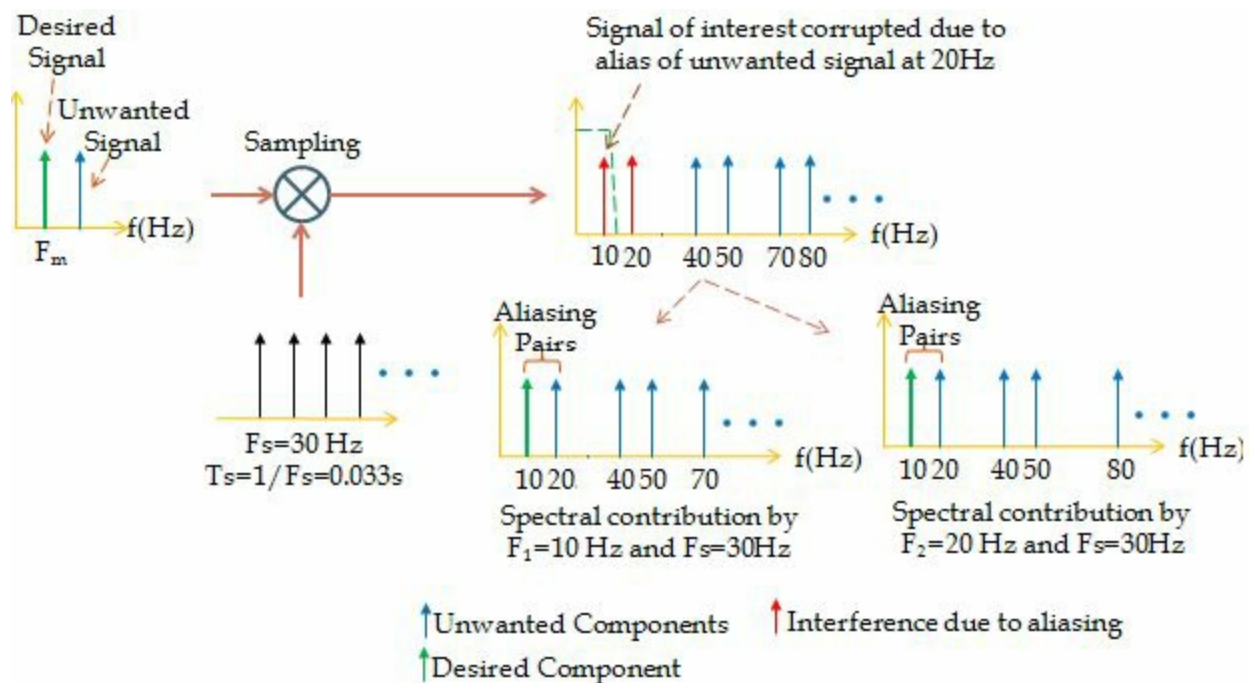 Desired
Signal
Unwanted
Signal
f(Hz)
Fm
Sampling
Fs=30 Hz
Ts=1/Fs=0.033s
Signal of interest corrupted due to
alias of unwanted signal at 20Hz
10 20 40 50 70 80
f(Hz)
Aliasing
Pairs
10 20 40 50 70
f(Hz)
Spectral contribution by
F1=10 Hz and Fs=30Hz
Aliasing
Pairs
10 20 40 50 80
f(Hz)
Spectral contribution by
F2=20 Hz and Fs=30Hz
Unwanted Components
Interference due to aliasing
Desired Component